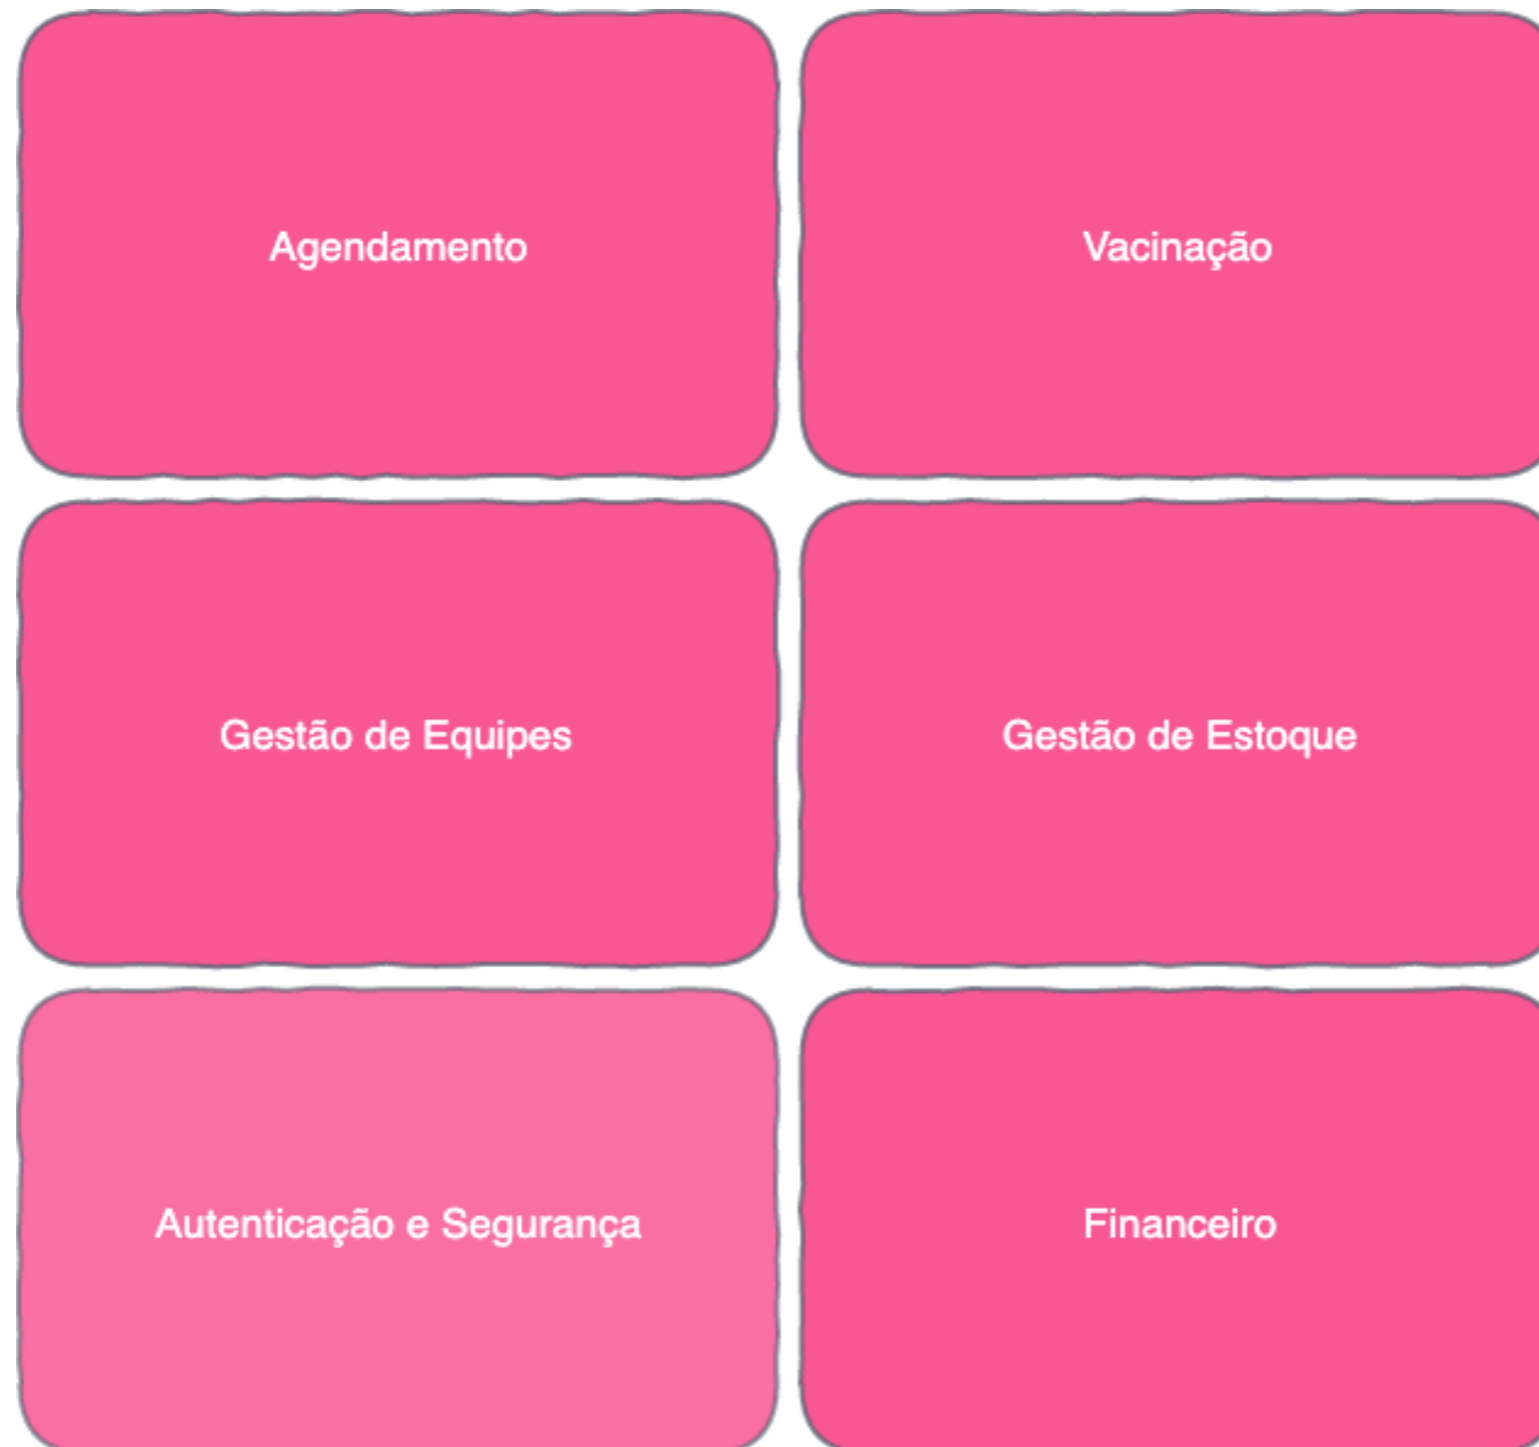 Agendamento
Vacinação
Gestão de Equipes
Gestão de Estoque
Autenticação e Segurança
Financeiro